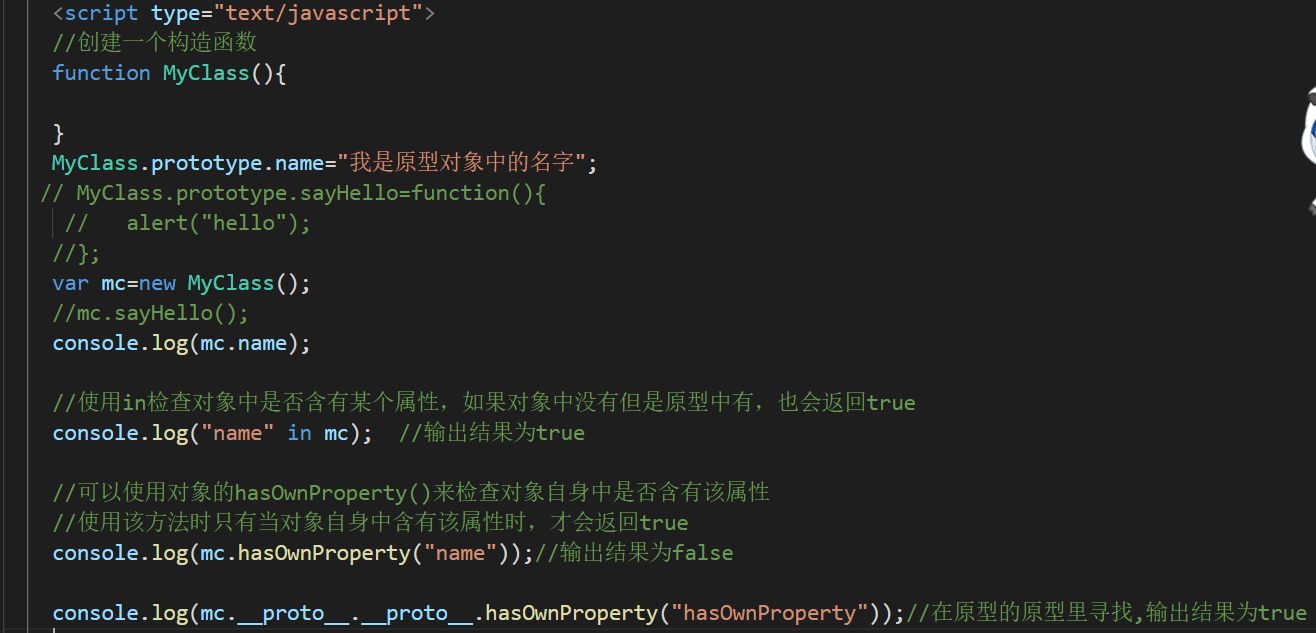 <script type="text/javascript">
//创建一个构造函数
function MyClass(){
}
MyClass.prototype.name="我是原型对象中的名字";
// MyClass.prototype.sayHello=function(){
//   alert("hello");
//};
var mc=new MyClass();
//mc.sayHello();
console.log(mc.name);
//使用in检查对象中是否含有某个属性，如果对象中没有但是原型中有，也会返回true
console.log("name" in mc);  //输出结果为true
//可以使用对象的hasOwnProperty()来检查对象自身中是否含有该属性
//使用该方法时只有当对象自身中含有该属性时，才会返回true
console.log(mc.hasOwnProperty("name"));//输出结果为false
console.log(mc.__proto__.__proto__.hasOwnProperty("hasOwnProperty"));//在原型的原型里寻找,输出结果为true